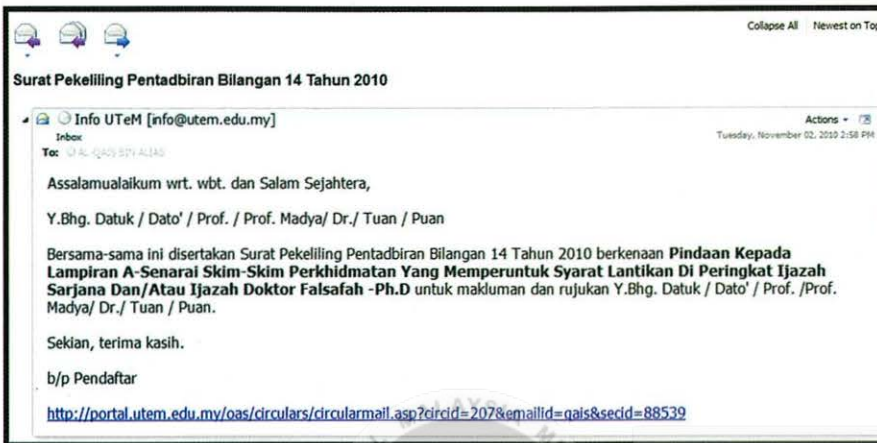 Collapse All Newest on Top
Surat Pekeliling Pentadbiran Bilangan 14 Tahun 2010
Info UTeM [info@utem.edu.my]
Actions
Inbox
Tuesday, November 02, 2010 2:58 PM
To: AL-QAIS BIN ALIAS
Assalamualaikum wrt. wbt. dan Salam Sejahtera,
Y.Bhg. Datuk / Dato' / Prof. / Prof. Madya/ Dr./ Tuan / Puan
Bersama-sama ini disertakan Surat Pekeliling Pentadbiran Bilangan 14 Tahun 2010 berkenaan Pindaan Kepada
Lampiran A-Senarai Skim-Skim Perkhidmatan Yang Memperuntuk Syarat Lantikan Di Peringkat Ijazah
Sarjana Dan/Atau Ijazah Doktor Falsafah -Ph.D untuk makluman dan rujukan Y.Bhg. Datuk / Dato' / Prof. /Prof.
Madya/ Dr./ Tuan / Puan.
Sekian, terima kasih.
b/p Pendaftar
MALAYSIA
http://portal.utem.edu.my/oas/circulars/circularmail.asp?circid=207&emailid=qais&secid=88539